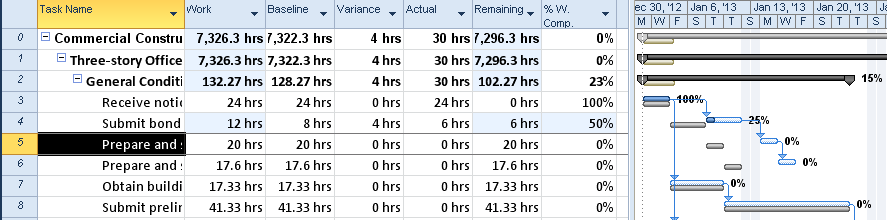 Task Name Work Baseline Variance Actual Remaining % W. Comp. ec 30, '12 Jan 6, '13 Jan 13, '13 Jan 20, '13 Ja
M W F S T T S M W F S
0 Commercial Constru 7,326.3 hrs 7,322.3 hrs 4 hrs 30 hrs 7,296.3 hrs 0%
1 Three-story Office 7,326.3 hrs 7,322.3 hrs 4 hrs 30 hrs 7,296.3 hrs 0%
2 General Conditi 132.27 hrs 128.27 hrs 4 hrs 30 hrs 102.27 hrs 23% 15%
3 Receive notic 24 hrs 24 hrs 0 hrs 24 hrs 0 hrs 100% 100%
4 Submit bond 12 hrs 8 hrs 4 hrs 6 hrs 6 hrs 50% 25%
5 Prepare and s 20 hrs 20 hrs 0 hrs 0 hrs 20 hrs 0% 0%
6 Prepare and s 17.6 hrs 17.6 hrs 0 hrs 0 hrs 17.6 hrs 0% 0%
7 Obtain buildi 17.33 hrs 17.33 hrs 0 hrs 0 hrs 17.33 hrs 0% 0%
8 Submit prelir 41.33 hrs 41.33 hrs 0 hrs 0 hrs 41.33 hrs 0% 0%